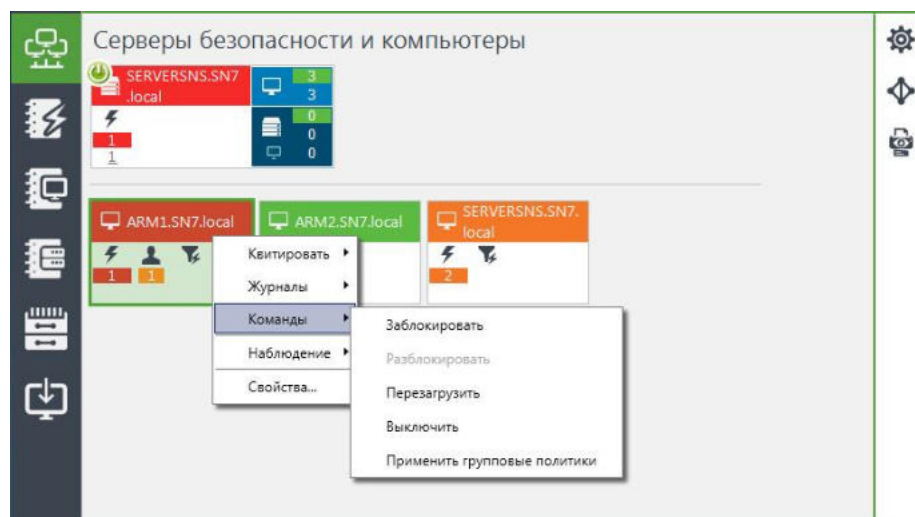 Серверы безопасности и компьютеры
SERVERSNS.SN7
.local
3
3
1
1
0
0
0
ARM1.SN7.local
ARM2.SN7.local
SERVERSNS.SN7.
local
1
1
2
Квитировать
Журналы
Команды
Наблюдение
Свойства...
Заблокировать
Разблокировать
Перезагрузить
Выключить
Применить групповые политики